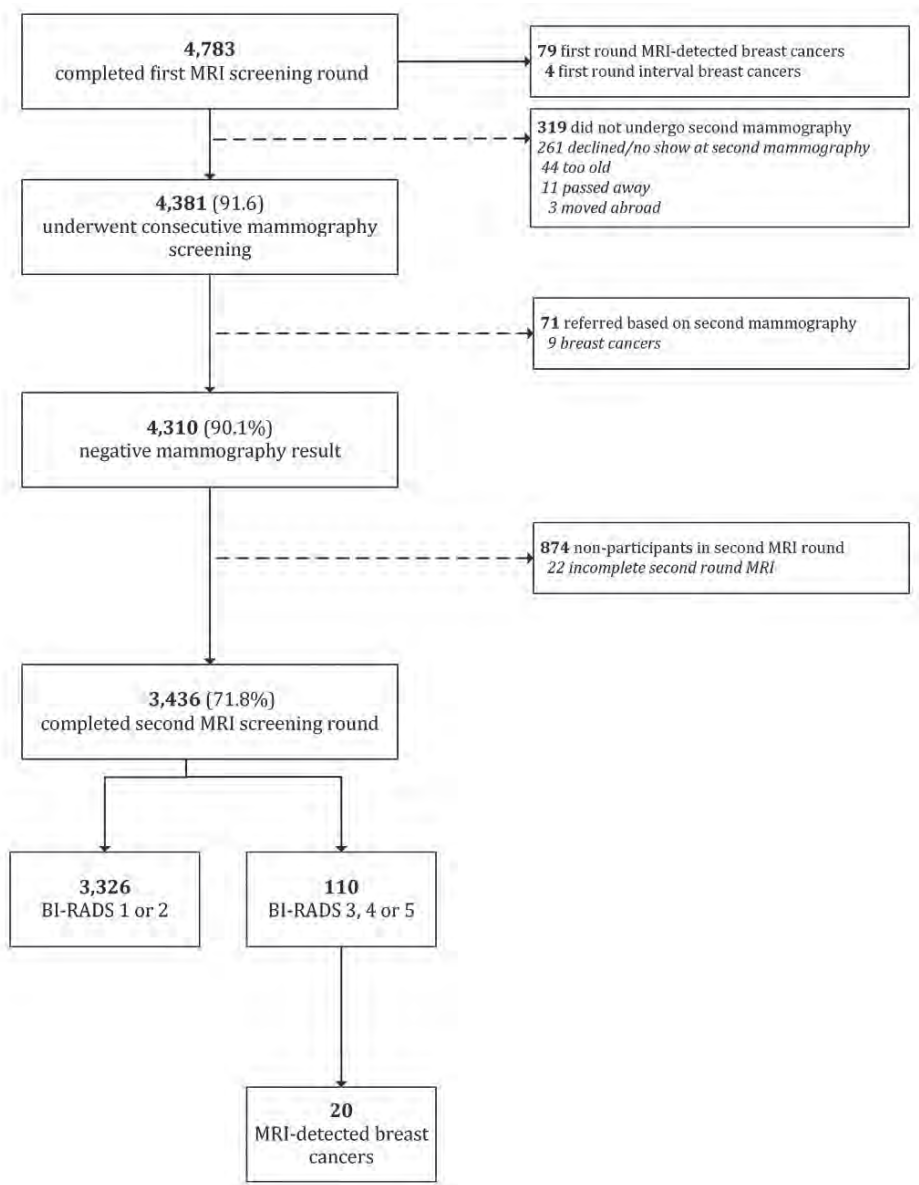 4,783
completed first MRI screening round
79 first round MRI-detected breast cancers
4 first round interval breast cancers
319 did not undergo second mammography
261 declined/no show at second mammography
44 too old
11 passed away
3 moved abroad
4,381 (91.6)
underwent consecutive mammography
screening
71 referred based on second mammography
9 breast cancers
4,310 (90.1%)
negative mammography result
874 non-participants in second MRI round
22 incomplete second round MRI
3,436 (71.8%)
completed second MRI screening round
3,326
BI-RADS 1 or 2
110
BI-RADS 3, 4 or 5
20
MRI-detected breast
cancers